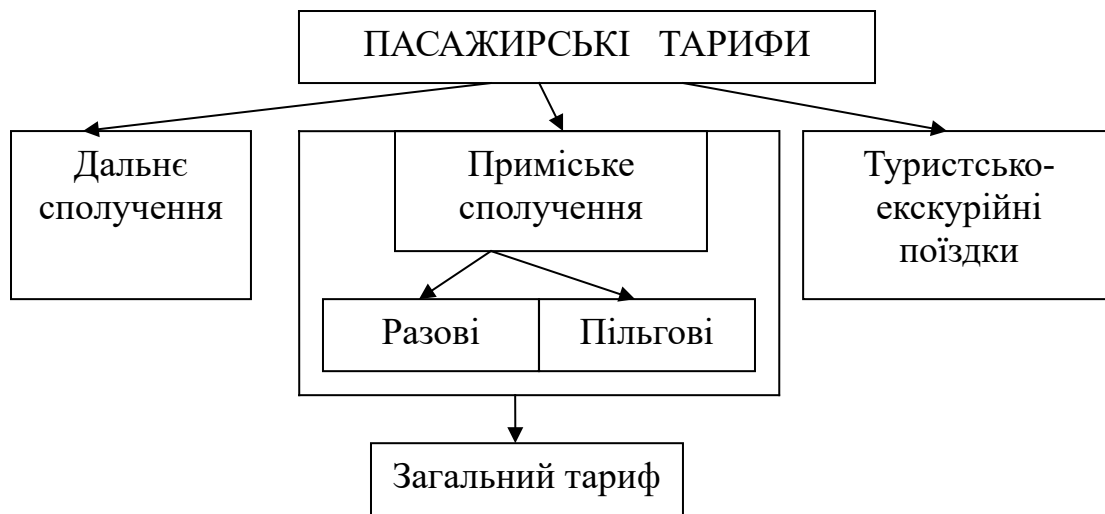 ПАСАЖИРСЬКІ ТАРИФИ
Дальнє
сполучення
Приміське
сполучення
Туристсько-
екскурійні
поїздки
Разові
Пільгові
Загальний тариф